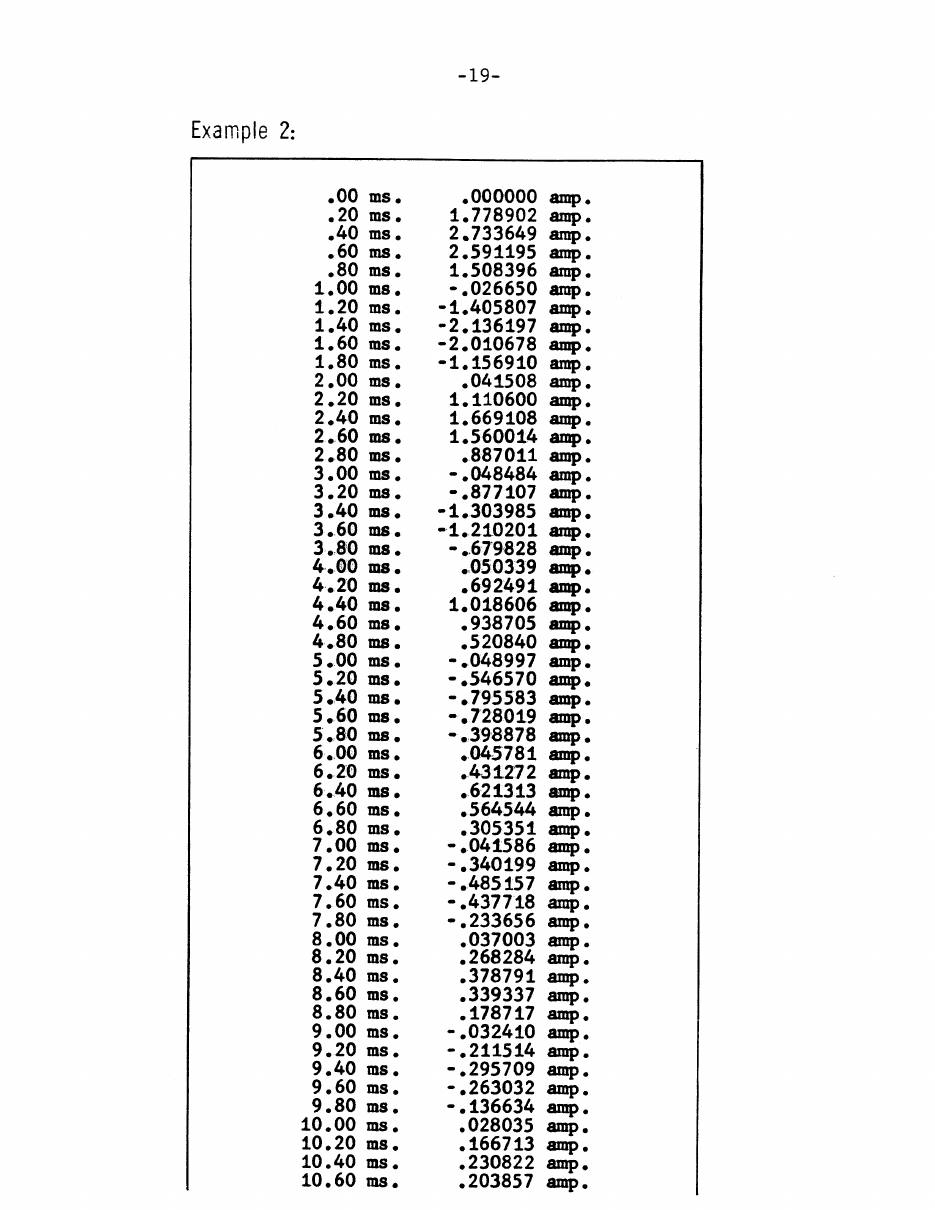 -19-
Example 2:
.00 ms. .000000 amp.
.20 ms. 1.778902 amp.
.40 ms. 2.733649 amp.
.60 ms. 2.591195 amp.
.80 ms. 1.508396 amp.
1.00 ms. -.026650 amp.
1.20 ms. -1.405807 amp.
1.40 ms. -2.136197 amp.
1.60 ms. -2.010678 amp.
1.80 ms. -1.156910 amp.
2.00 ms. .041508 amp.
2.20 ms. 1.110600 amp.
2.40 ms. 1.669108 amp.
2.60 ms. 1.560014 amp.
2.80 ms. .887011 amp.
3.00 ms. -.048484 amp.
3.20 ms. -.877107 amp.
3.40 ms. -1.303985 amp.
3.60 ms. -1.210201 amp.
3.80 ms. -.679828 amp.
4.00 ms. .050339 amp.
4.20 ms. .692491 amp.
4.40 ms. 1.018606 amp.
4.60 ms. .938705 amp.
4.80 ms. .520840 amp.
5.00 ms. -.048997 amp.
5.20 ms. -.546570 amp.
5.40 ms. -.795583 amp.
5.60 ms. -.728019 amp.
5.80 ms. -.398878 amp.
6.00 ms. .045781 amp.
6.20 ms. .431272 amp.
6.40 ms. .621313 amp.
6.60 ms. .564544 amp.
6.80 ms. .305351 amp.
7.00 ms. -.041586 amp.
7.20 ms. -.340199 amp.
7.40 ms. -.485157 amp.
7.60 ms. -.437718 amp.
7.80 ms. -.233656 amp.
8.00 ms. .037003 amp.
8.20 ms. .268284 amp.
8.40 ms. .378791 amp.
8.60 ms. .339337 amp.
8.80 ms. .178717 amp.
9.00 ms. -.032410 amp.
9.20 ms. -.211514 amp.
9.40 ms. -.295709 amp.
9.60 ms. -.263032 amp.
9.80 ms. -.136634 amp.
10.00 ms. .028035 amp.
10.20 ms. .166713 amp.
10.40 ms. .230822 amp.
10.60 ms. .203857 amp.